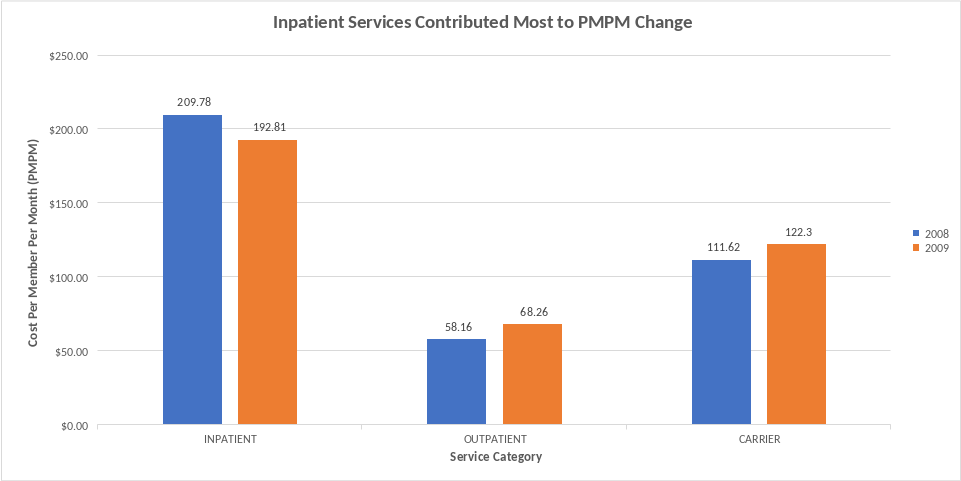 Inpatient Services Contributed Most to PMPM Change
$250.00
$200.00
$150.00
$100.00
$50.00
$0.00
Cost Per Member Per Month (PMPM)
209.78
192.81
58.16
68.26
111.62
122.3
INPATIENT
OUTPATIENT
CARRIER
Service Category
2008
2009